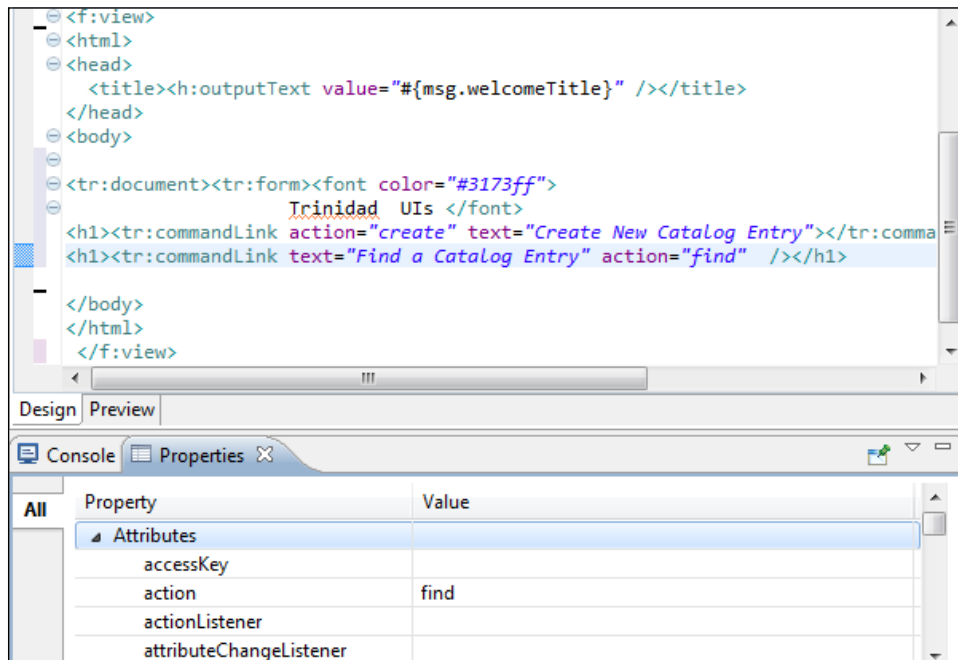 <f:view>
<html>
<head>
<title><h:outputText value="#{msg.welcomeTitle}" /></title>
</head>
<body>
<tr:document><tr:form><font color="#3173ff">
Trinidad UIs </font>
<h1><tr:commandLink action="create" text="Create New Catalog Entry"></tr:comma
<h1><tr:commandLink text="Find a Catalog Entry" action="find" /></h1>
</body>
</html>
</f:view>
Design Preview
Console Properties
All Property Value
Attributes
accessKey
action find
actionListener
attributeChangeListener